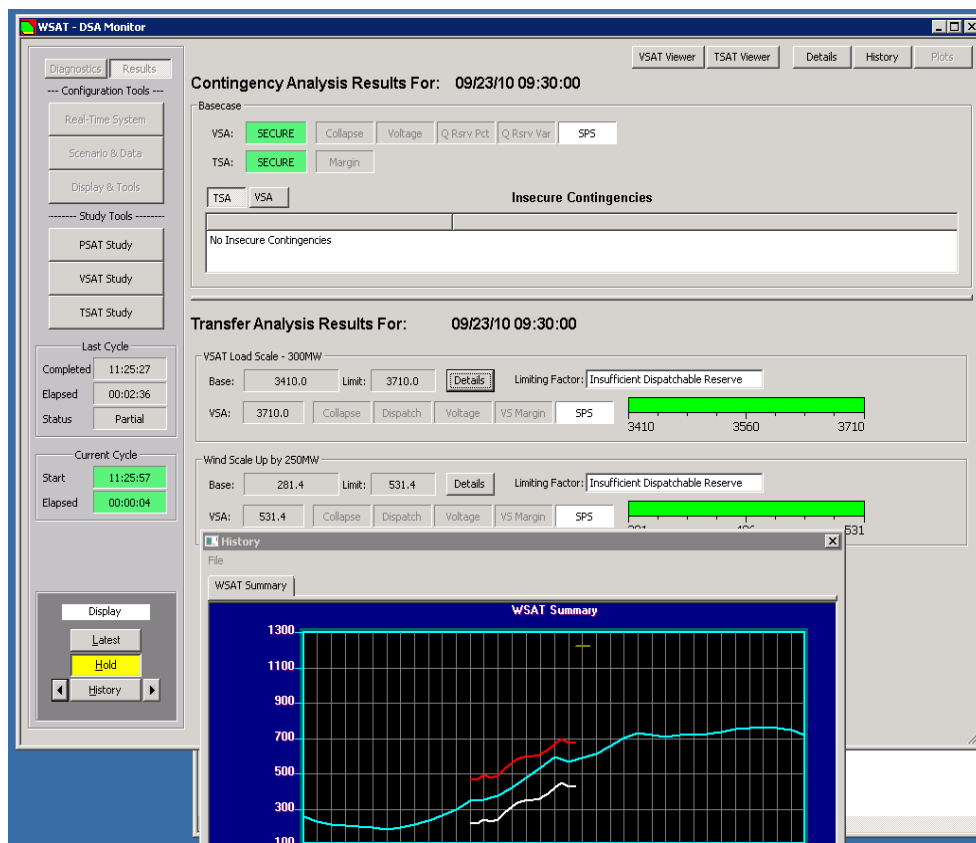 WSAT - DSA Monitor
VSAT Viewer TSAT Viewer Details History Plots
Diagnostics Results
--- Configuration Tools ---
Real-Time System
Scenario & Data
Display & Tools
-------- Study Tools --------
PSAT Study
VSAT Study
TSAT Study
Last Cycle
Completed 11:25:27
Elapsed 00:02:36
Status Partial
Current Cycle
Start 11:25:57
Elapsed 00:00:04
Display
Latest
Hold
History
Contingency Analysis Results For: 09/23/10 09:30:00
Basecase
VSA: SECURE Collapse Voltage Q Rsrv Pct Q Rsrv Var SPS
TSA: SECURE Margin
TSA VSA Insecure Contingencies
No Insecure Contingencies
Transfer Analysis Results For: 09/23/10 09:30:00
VSAT Load Scale - 300MW
Base: 3410.0 Limit: 3710.0 Details Limiting Factor: Insufficient Dispatchable Reserve
VSA: 3710.0 Collapse Dispatch Voltage VS Margin SPS
3410 3560 3710
Wind Scale Up by 250MW
Base: 281.4 Limit: 531.4 Details Limiting Factor: Insufficient Dispatchable Reserve
VSA: 531.4 Collapse Dispatch Voltage VS Margin SPS
531
History
File
WSAT Summary
WSAT Summary
1300
1100
900
700
500
300
100